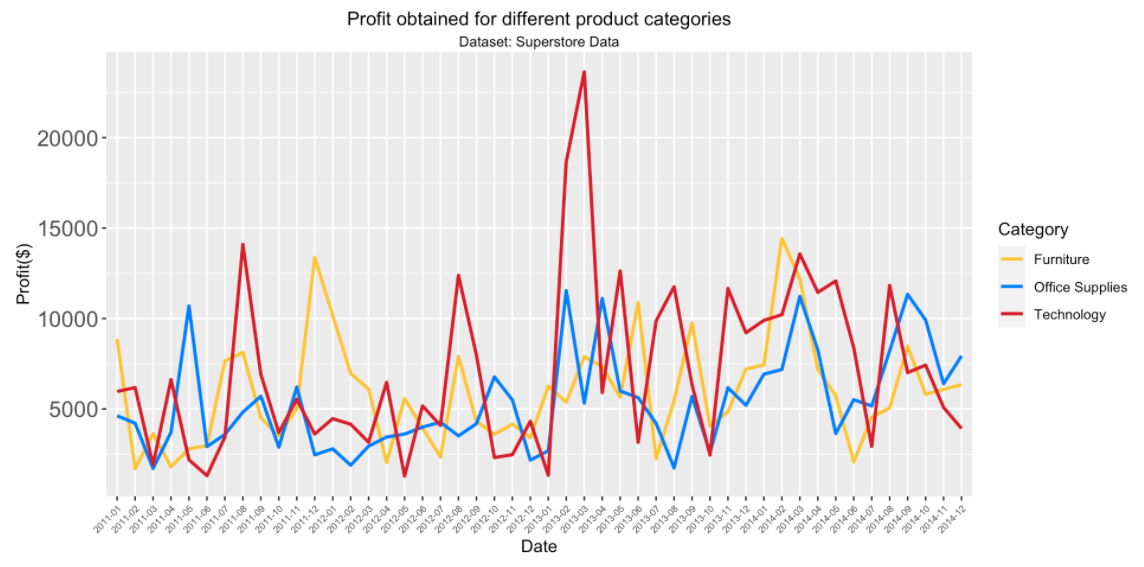 Profit obtained for different product categories
Dataset: Superstore Data
Profit($)
20000
15000
10000
5000
2011-01 2011-02 2011-03 2011-04 2011-05 2011-06 2011-07 2011-08 2011-09 2011-10 2011-11 2011-12 2012-01 2012-02 2012-03 2012-04 2012-05 2012-06 2012-07 2012-08 2012-09 2012-10 2012-11 2012-12 2013-01 2013-02 2013-03 2013-04 2013-05 2013-06 2013-07 2013-08 2013-09 2013-10 2013-11 2013-12 2014-01 2014-02 2014-03 2014-04 2014-05 2014-06 2014-07 2014-08 2014-09 2014-10 2014-11 2014-12
Date
Category
Furniture
Office Supplies
Technology